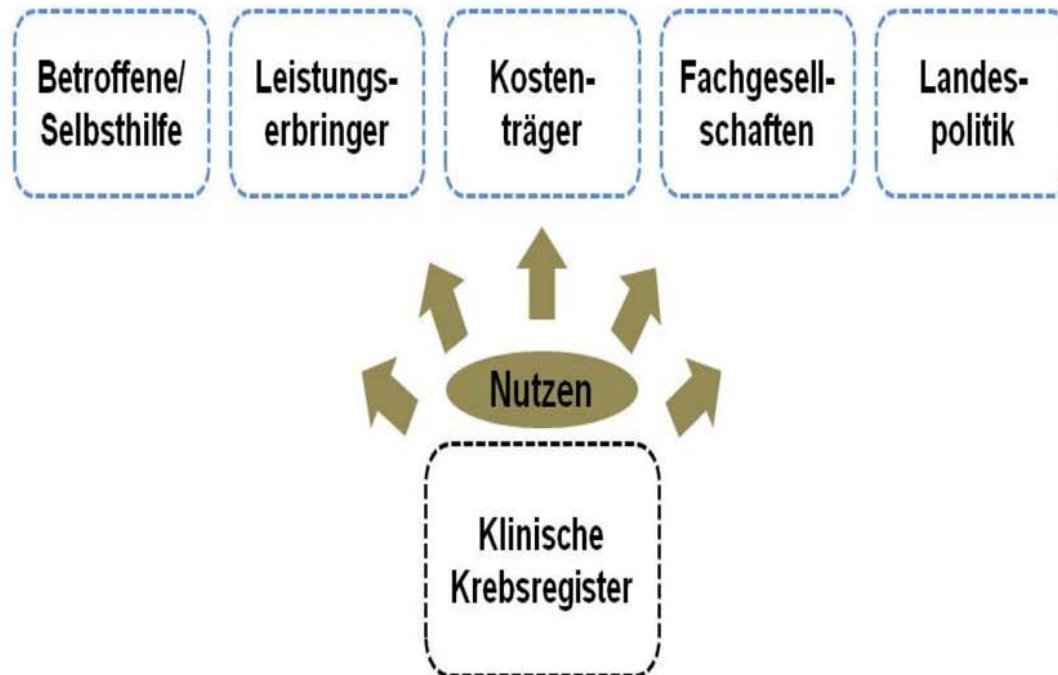 Betroffene/
Selbsthilfe
Leistungs-
erbringer
Kosten-
träger
Fachgesell-
schaften
Landes-
politik
Nutzen
Klinische
Krebsregister